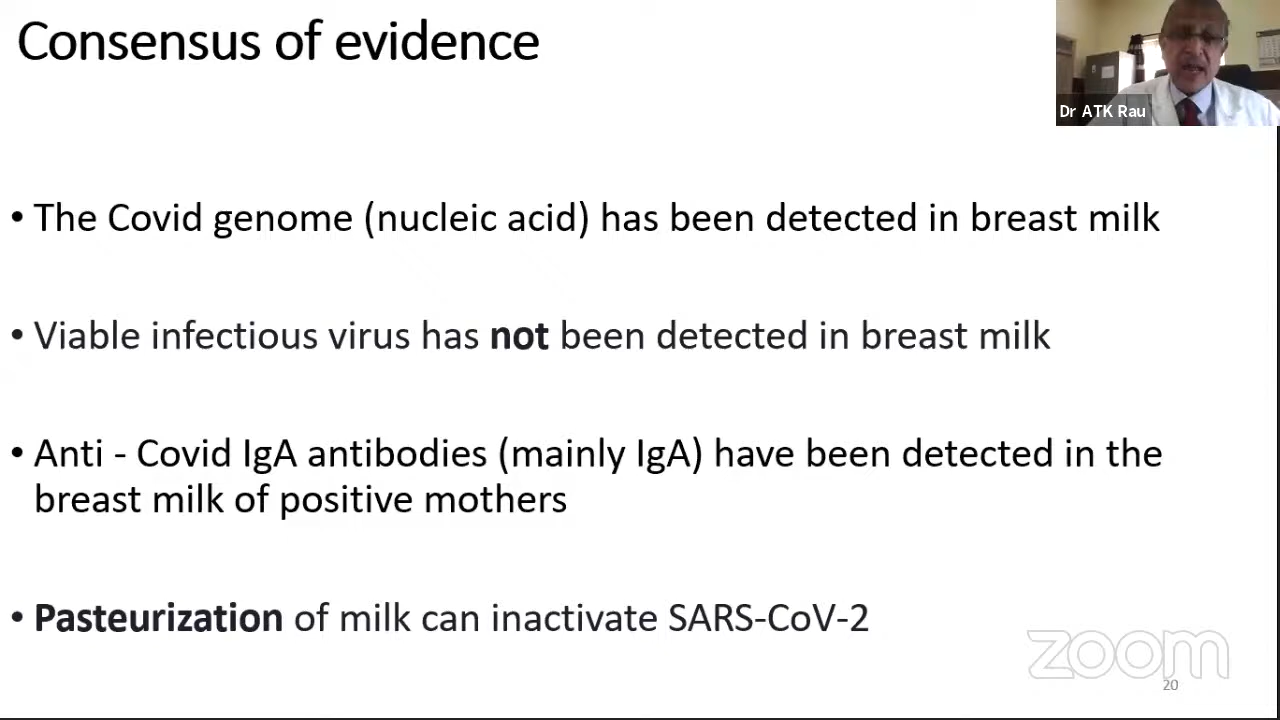 Consensus of evidence
Dr ATK Rau
• The Covid genome (nucleic acid) has been detected in breast milk
• Viable infectious virus has not been detected in breast milk
• Anti - Covid IgA antibodies (mainly IgA) have been detected in the
breast milk of positive mothers
• Pasteurization of milk can inactivate SARS-CoV-2
zoom
20